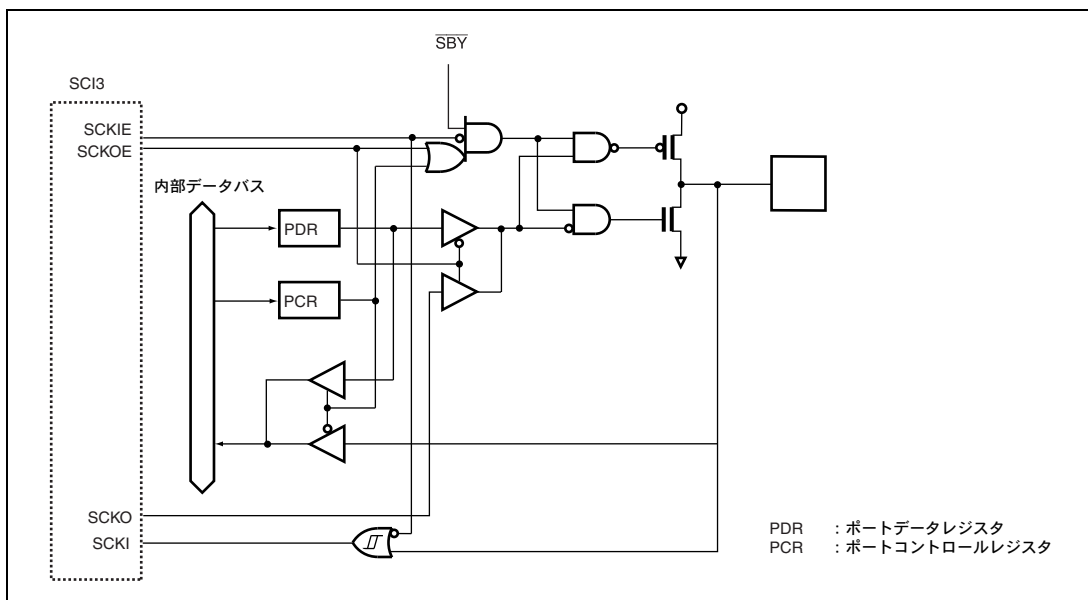 SBY
SCI3
SCKIE
SCKOE
内部データバス
PDR
PCR
SCKO
SCKI
PDR :ポートデータレジスタ
PCR :ポートコントロールレジスタ